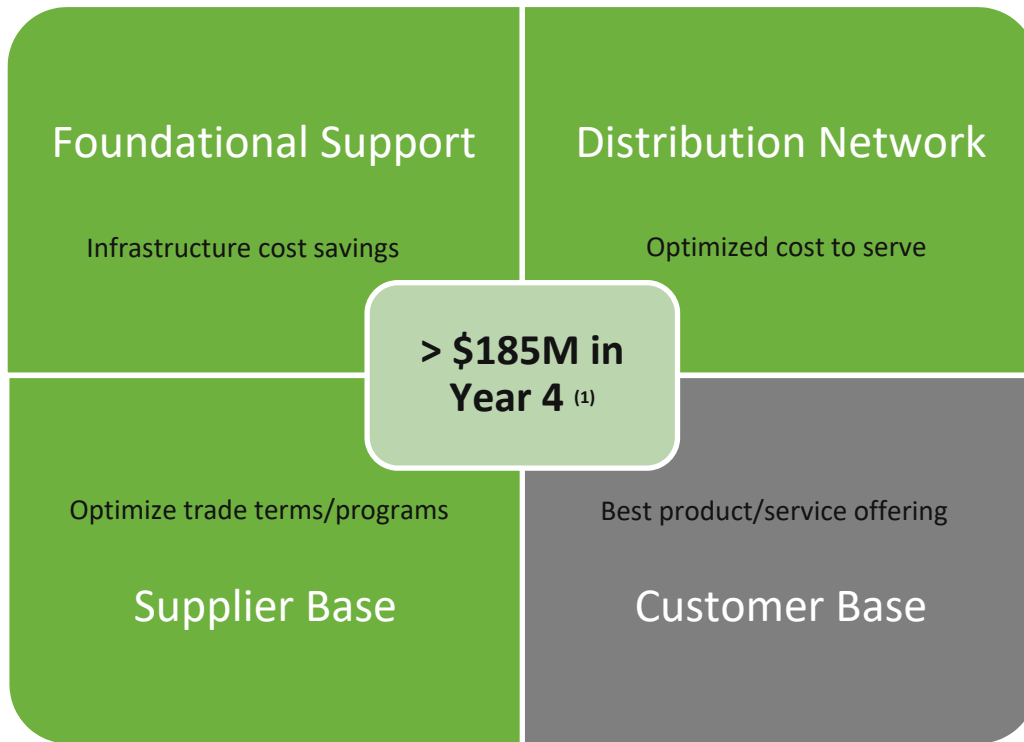 Foundational Support
Infrastructure cost savings
Distribution Network
Optimized cost to serve
> $185M in
Year 4 (1)
Optimize trade terms/programs
Supplier Base
Best product/service offering
Customer Base